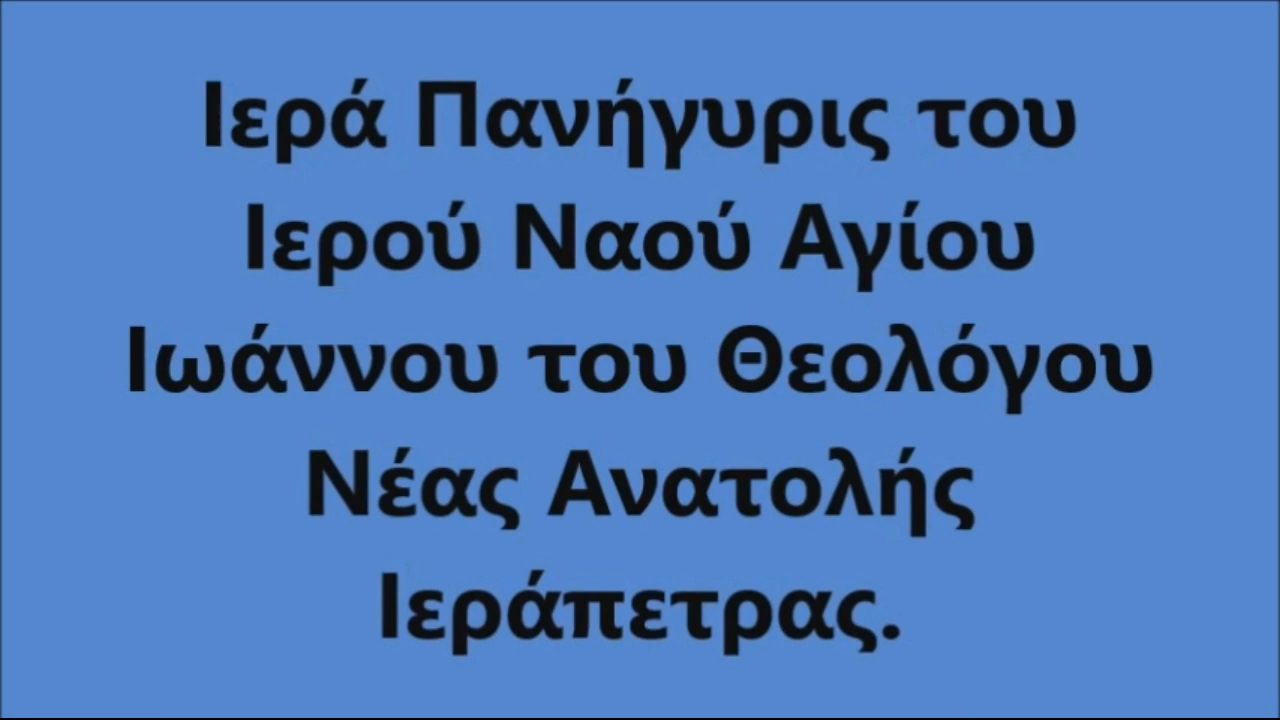 Ιερά Πανήγυρις του
Ιερού Ναού Αγίου
Ιωάννου του Θεολόγου
Νέας Ανατολής
Ιεράπετρας.